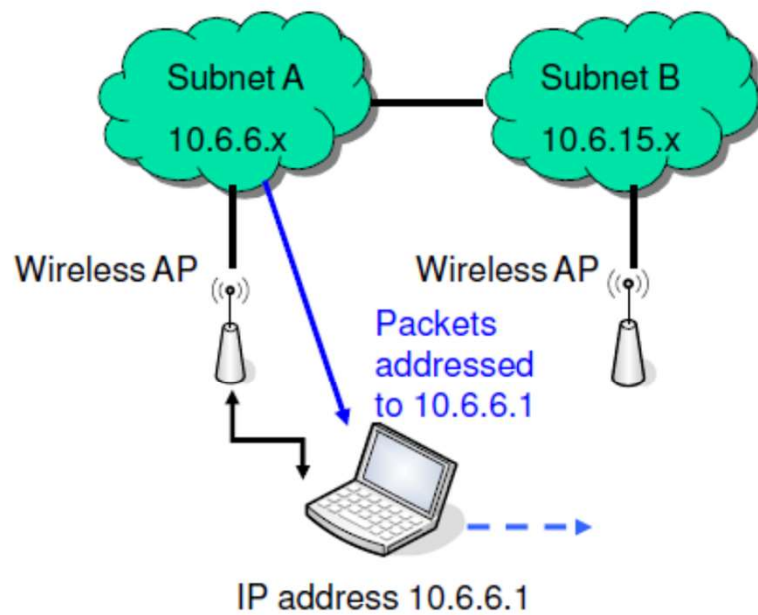 Subnet A
10.6.6.x
Subnet B
10.6.15.x
Wireless AP
Wireless AP
Packets
addressed
to 10.6.6.1
IP address 10.6.6.1